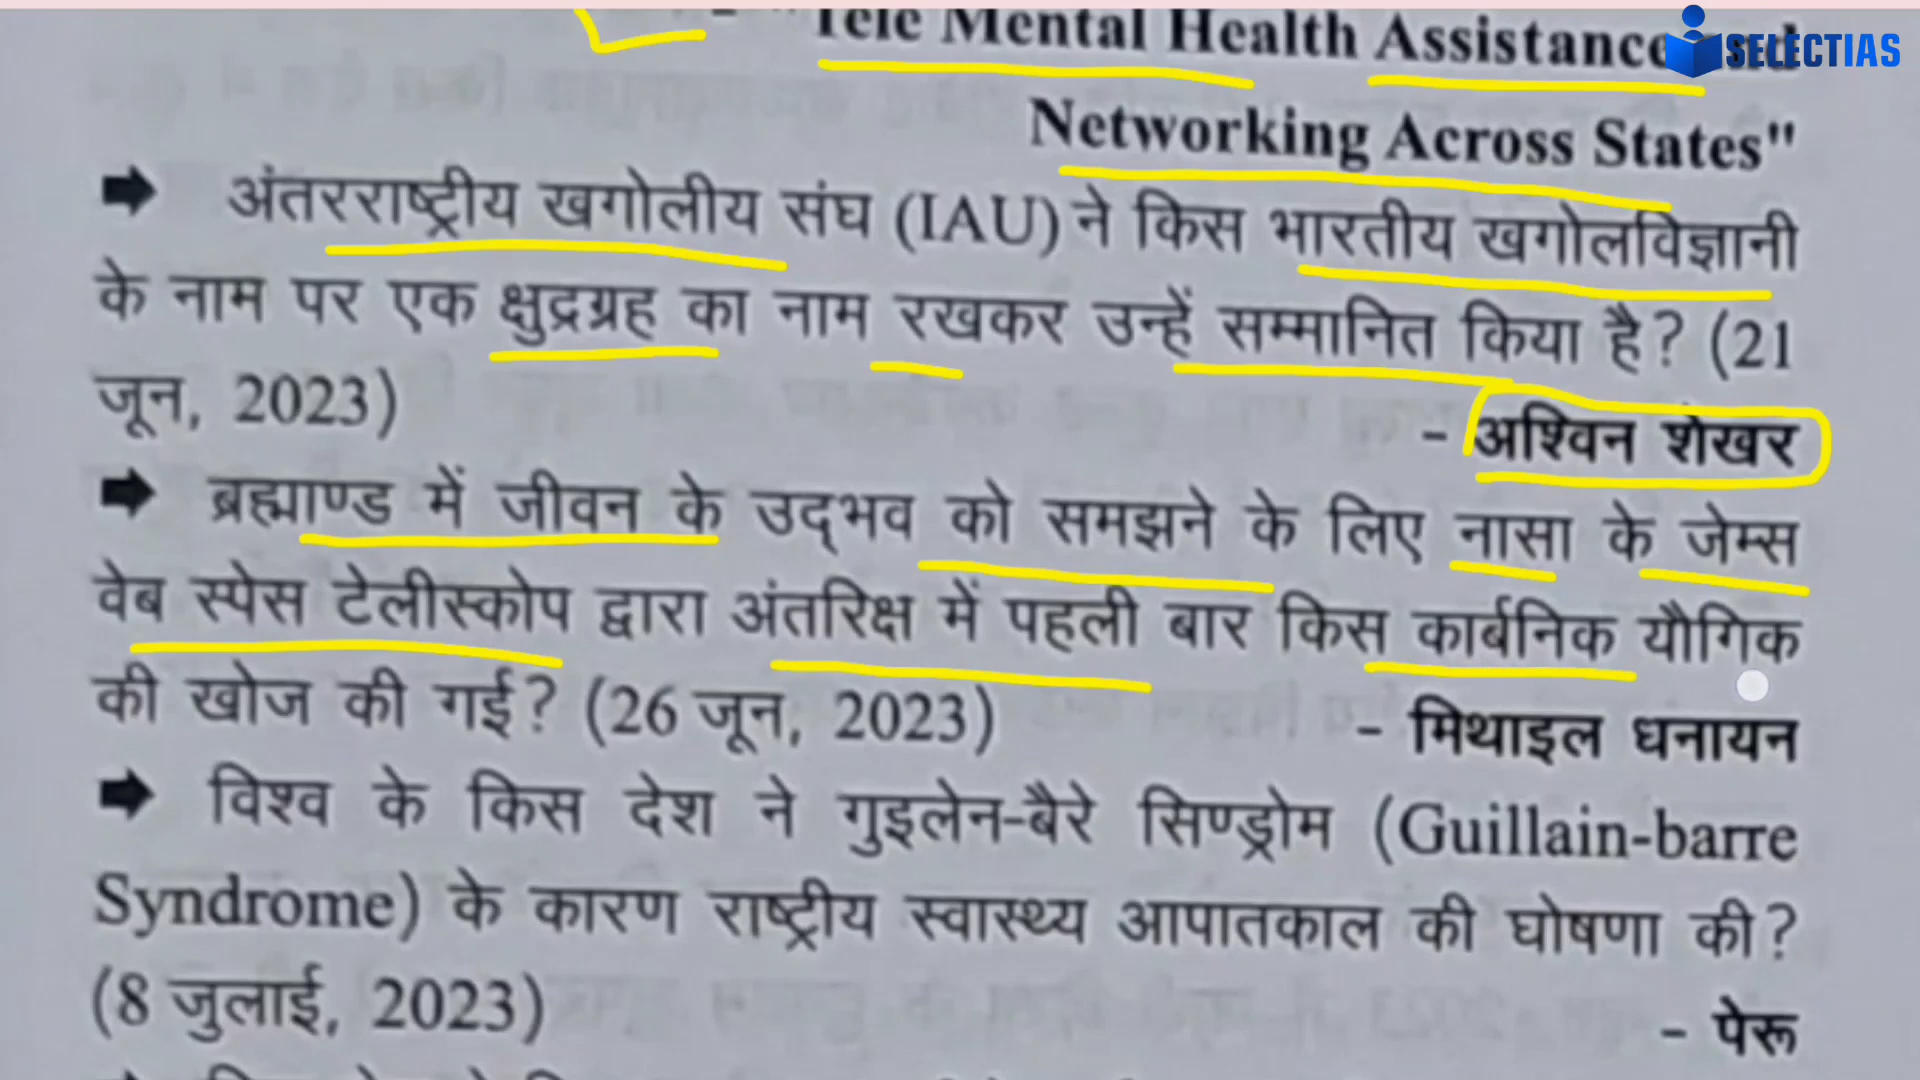 - "Tele Mental Health Assistance and
SELECTIAS
Networking Across States"
अंतरराष्ट्रीय खगोलीय संघ (IAU) ने किस भारतीय खगोलविज्ञानी
के नाम पर एक क्षुद्रग्रह का नाम रखकर उन्हें सम्मानित किया है? (21
जून, 2023)
- अश्विन शेखर
ब्रह्माण्ड में जीवन के उद्‌भव को समझने के लिए नासा के जेम्स
वेब स्पेस टेलीस्कोप द्वारा अंतरिक्ष में पहली बार किस कार्बनिक यौगिक
की खोज की गई? (26 जून, 2023)
- मिथाइल धनायन
विश्व के किस देश ने गुइलेन-बैरे सिण्ड्रोम (Guillain-barre
Syndrome) के कारण राष्ट्रीय स्वास्थ्य आपातकाल की घोषणा की?
(8 जुलाई, 2023)
- पेरू